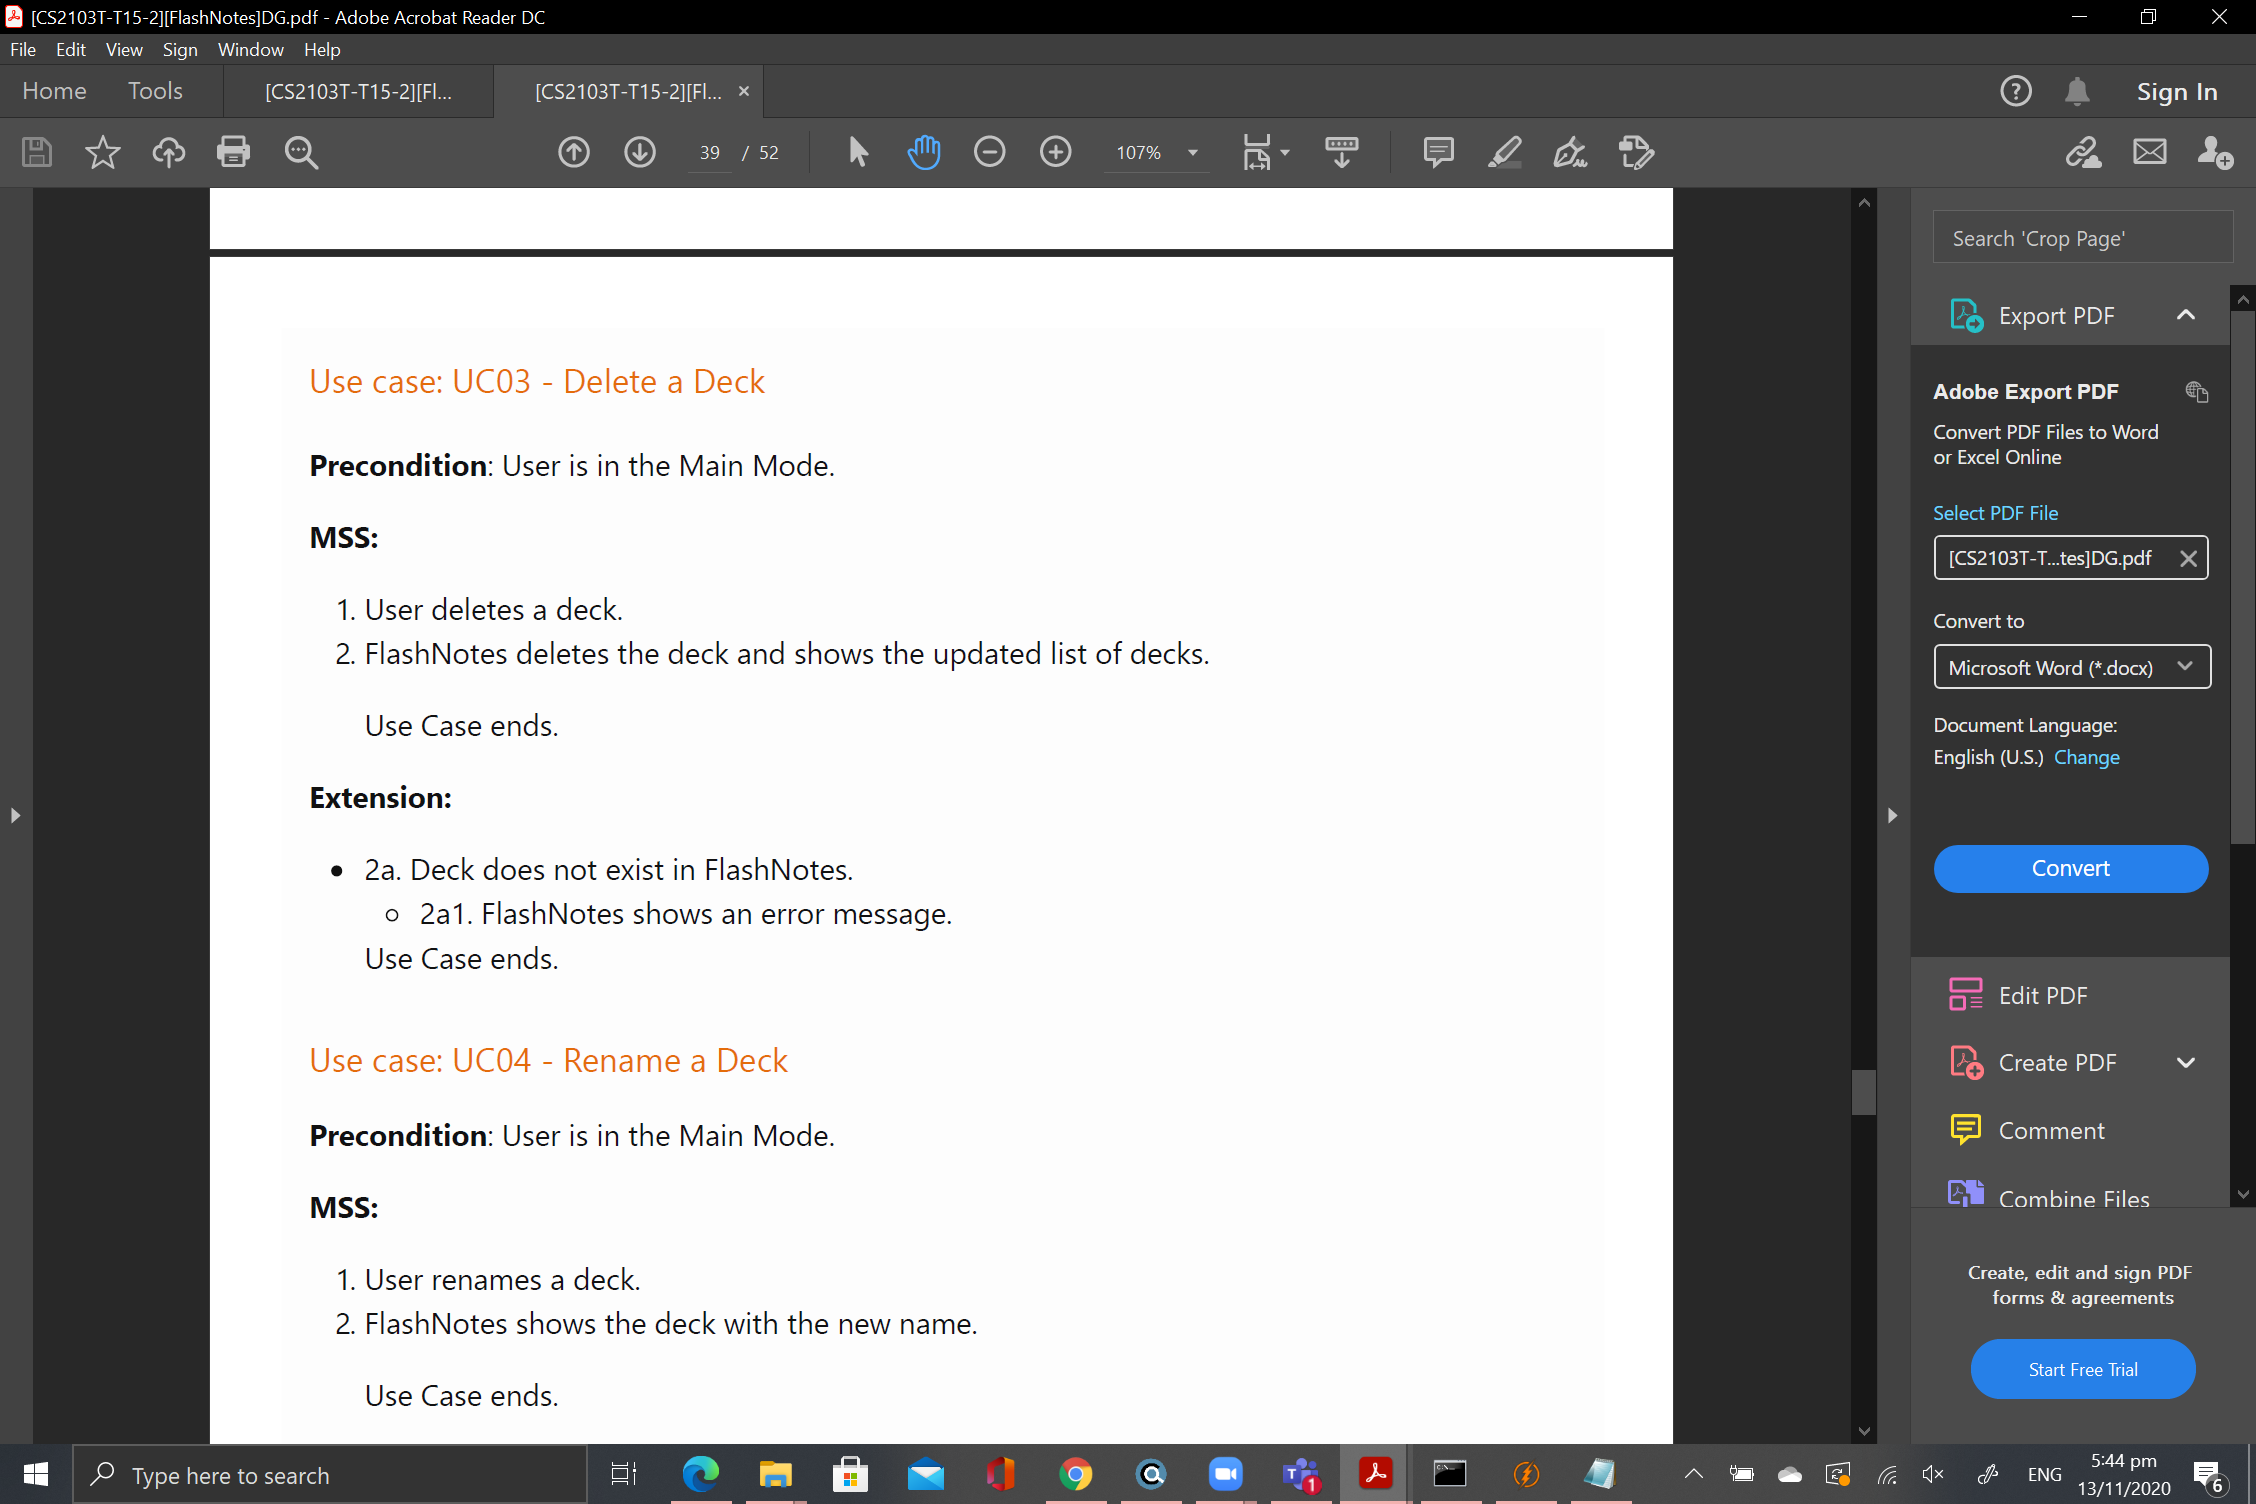 [CS2103T-T15-2][FlashNotes]DG.pdf - Adobe Acrobat Reader DC
File Edit View Sign Window Help
Home Tools [CS2103T-T15-2][Fl... [CS2103T-T15-2][Fl... × Sign In
39 / 52 107%
Search 'Crop Page'
Export PDF
Adobe Export PDF
Convert PDF Files to Word
or Excel Online
Select PDF File
[CS2103T-T...tes]DG.pdf
Convert to
Microsoft Word (*.docx)
Document Language:
English (U.S.) Change
Convert
Edit PDF
Create PDF
Comment
Combine Files
Create, edit and sign PDF
forms & agreements
Start Free Trial
Use case: UC03 - Delete a Deck
Precondition: User is in the Main Mode.
MSS:
1. User deletes a deck.
2. FlashNotes deletes the deck and shows the updated list of decks.
Use Case ends.
Extension:
• 2a. Deck does not exist in FlashNotes.
○ 2a1. FlashNotes shows an error message.
Use Case ends.
Use case: UC04 - Rename a Deck
Precondition: User is in the Main Mode.
MSS:
1. User renames a deck.
2. FlashNotes shows the deck with the new name.
Use Case ends.
Type here to search
1
ENG
5:44 pm
13/11/2020
6